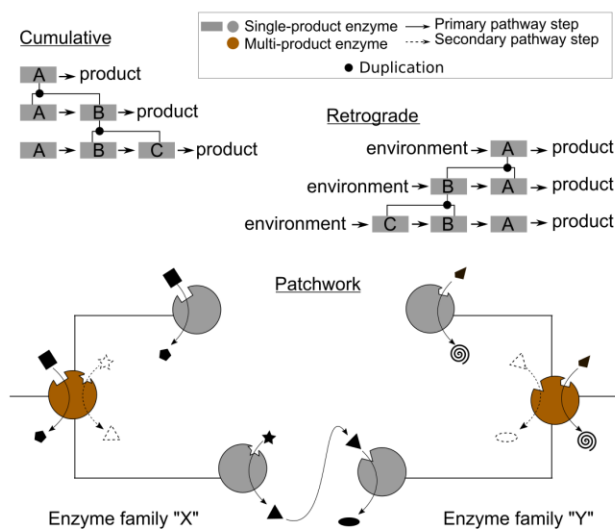 Cumulative
A product
A B product
A B C product
Single-product enzyme Primary pathway step
Multi-product enzyme Secondary pathway step
Duplication
Retrograde
environment A product
environment B A product
environment C B A product
Patchwork
Enzyme family "X" Enzyme family "Y"